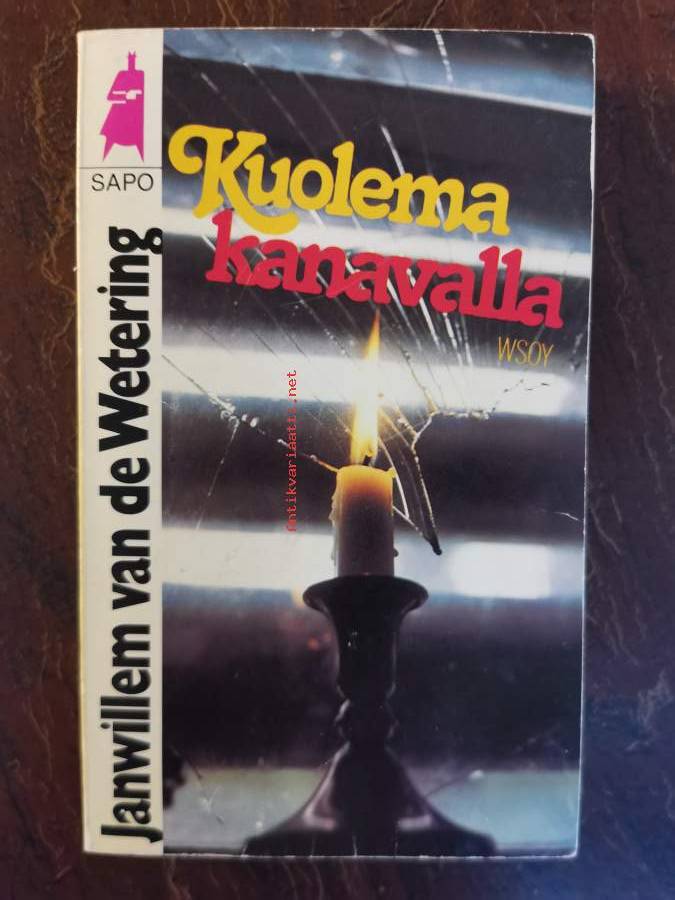 SAPO
Janwillem van de Wetering
Kuolema
kanavalla
WSOY
antikvariaatti.net